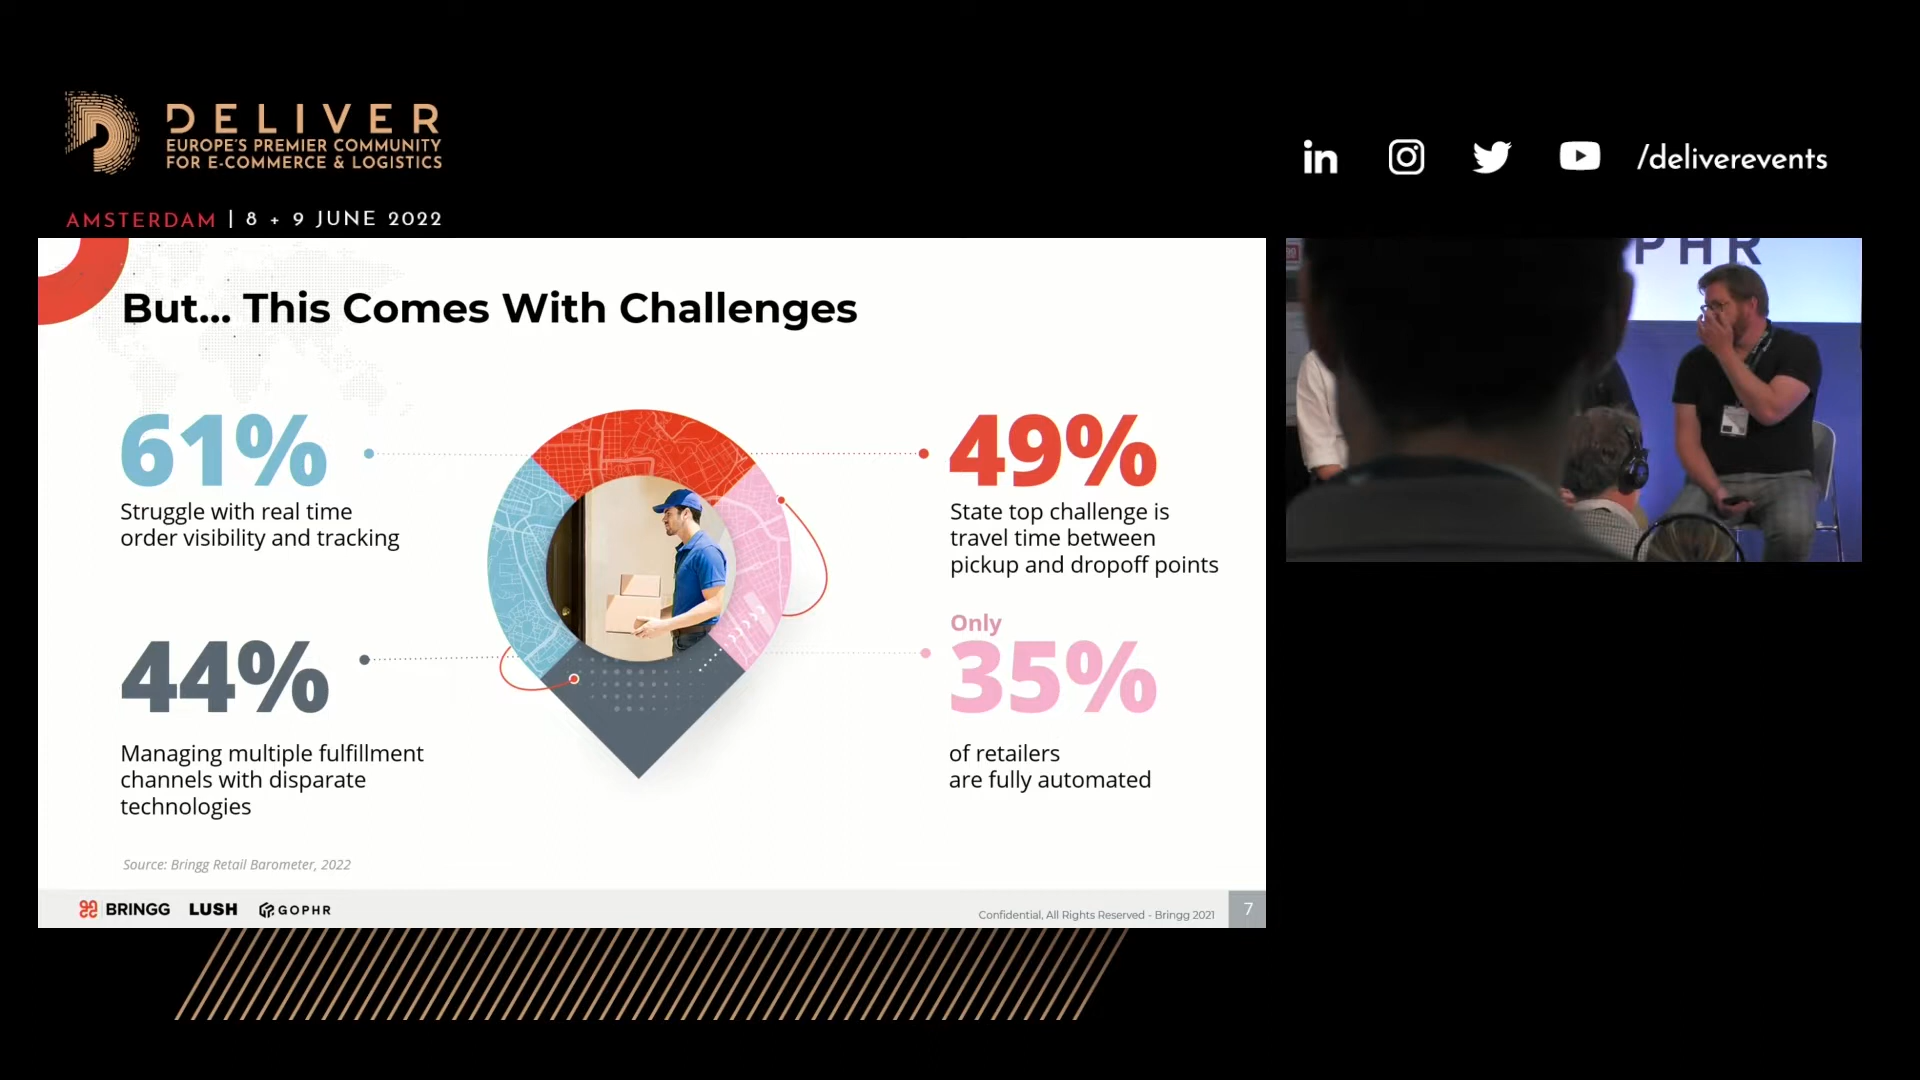 DELIVER
EUROPE'S PREMIER COMMUNITY
FOR E-COMMERCE & LOGISTICS
AMSTERDAM | 8 + 9 JUNE 2022
in
/deliverevents
But... This Comes With Challenges
61%
Struggle with real time
order visibility and tracking
49%
State top challenge is
travel time between
pickup and dropoff points
44%
Managing multiple fulfillment
channels with disparate
technologies
Only
35%
of retailers
are fully automated
Source: Bringg Retail Barometer, 2022
BRINGG LUSH GOPHR
Confidential, All Rights Reserved - Bringg 2021
7
PHR